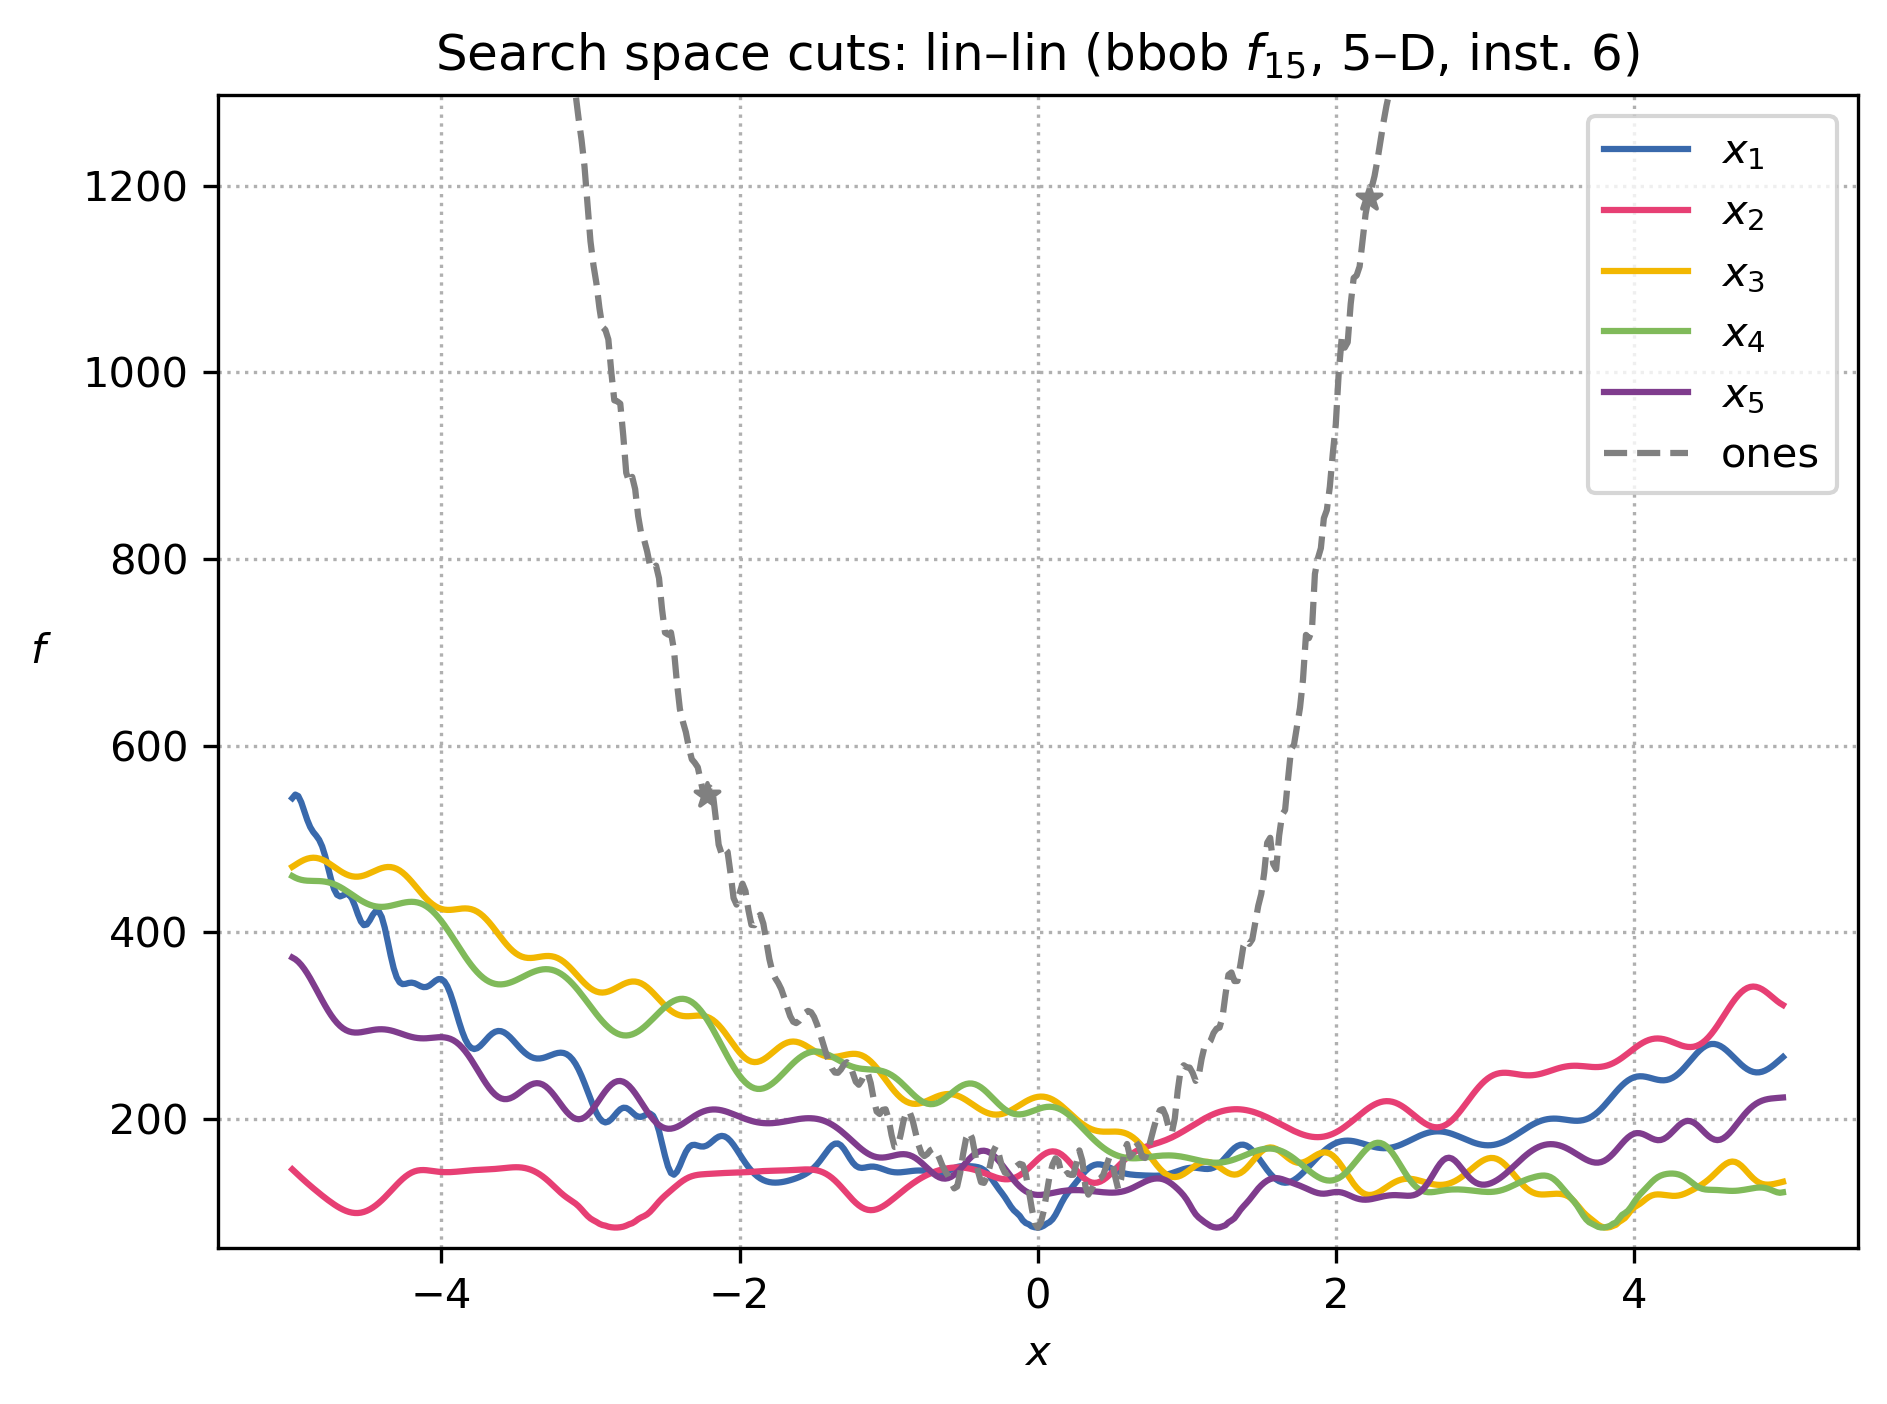 Search space cuts: lin–lin (bbob f15, 5–D, inst. 6)
1200
1000
800
600
400
200
f
−4
−2
0
2
4
x
x1
x2
x3
x4
x5
ones